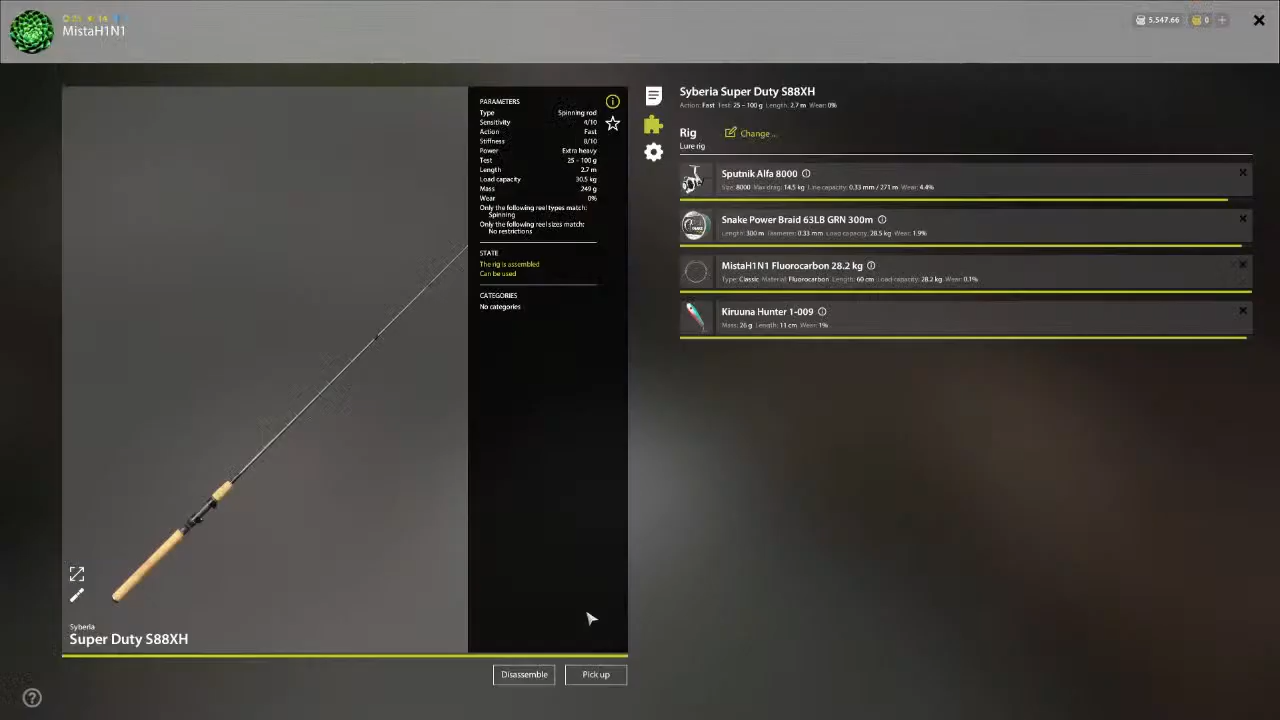 14
MistaH1N1
5.547.66
0
PARAMETERS
Type Spinning rod
Sensitivity 4/10
Action Fast
Stiffness 8/10
Power Extra heavy
Test 25 – 100 g
Length 2.7 m
Load capacity 30.5 kg
Mass 249 g
Wear 0%
Only the following reel types match:
Spinning
Only the following reel sizes match:
No restrictions
STATE
The rig is assembled
Can be used
CATEGORIES
No categories
Syberia
Super Duty S88XH
Disassemble
Pick up
Syberia Super Duty S88XH
Action: Fast Test: 25 – 100 g Length: 2.7 m Wear: 0%
Rig
Change...
Lure rig
Sputnik Alfa 8000
Size: 8000 Max drag: 14.5 kg Line capacity: 0.33 mm / 271 m Wear: 4.4%
Snake Power Braid 63LB GRN 300m
Length: 300 m Diameter: 0.33 mm Load capacity: 28.5 kg Wear: 1.9%
MistaH1N1 Fluorocarbon 28.2 kg
Type: Classic Material: Fluorocarbon Length: 60 cm Load capacity: 28.2 kg Wear: 0.1%
Kiruuna Hunter 1-009
Mass: 26 g Length: 11 cm Wear: 1%